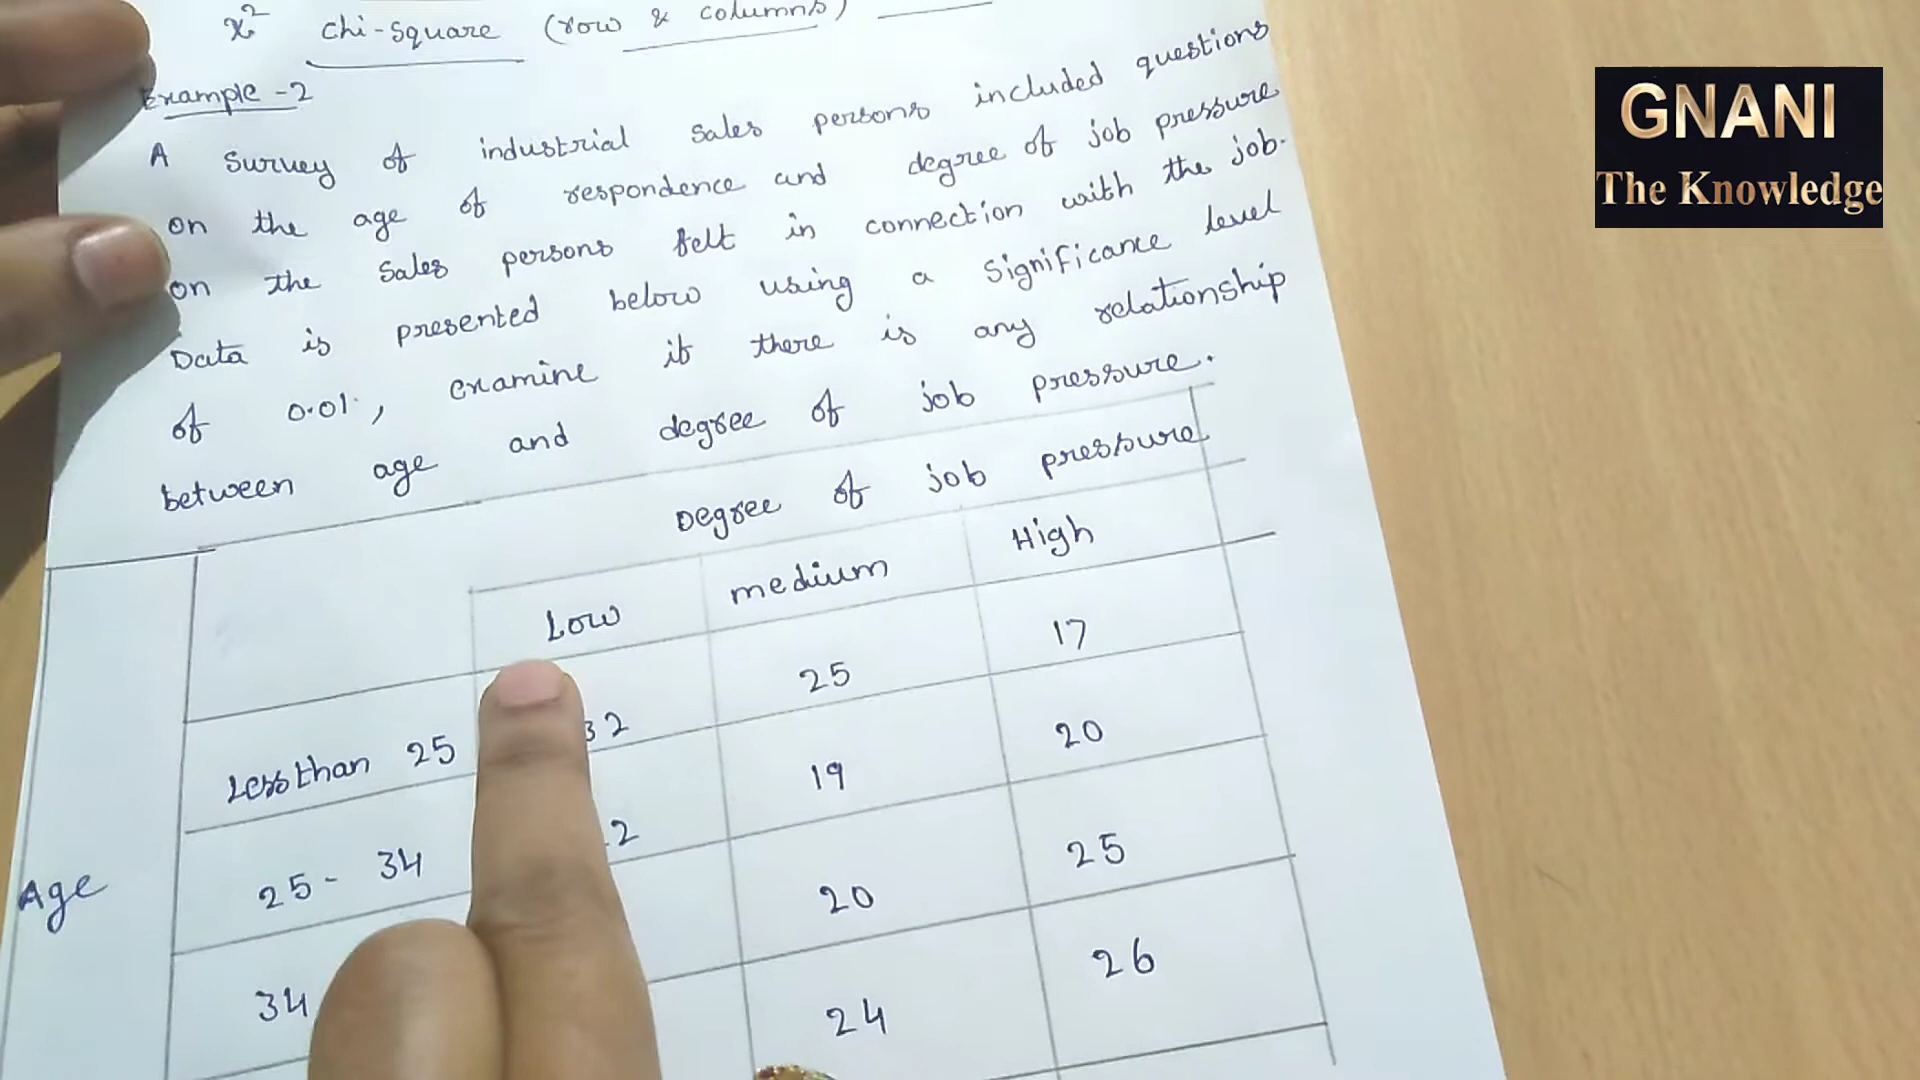 x² chi-square (row & columns)
Example -2
A survey of industrial sales persons included questions
on the age of respondence and degree of job pressure
on the sales persons felt in connection with the job.
Data is presented below using a significance level
of 0.01, examine if there is any relationship
between age and degree of job pressure.
Degree of job pressure
Low medium High
Less than 25 32 25 17
25 - 34 19 20
34 20 25
24 26
Age
GNANI
The Knowledge